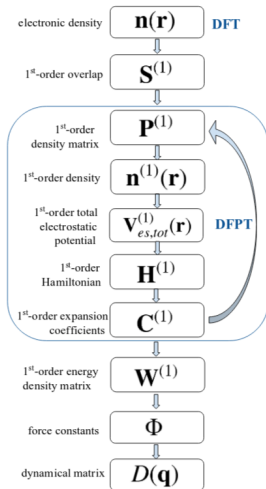 electronic density n(r) DFT
1st-order overlap S^(1)
1st-order
density matrix
P^(1)
1st-order density n^(1)(r)
1st-order total
electrostatic
potential
V^(1)_es,tot(r)
DFPT
1st-order
Hamiltonian
H^(1)
1st-order expansion
coefficients
C^(1)
1st-order energy
density matrix
W^(1)
force constants Φ
dynamical matrix D(q)